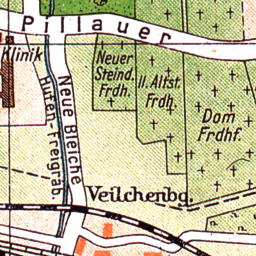 Pillauer
Klinik
Neuer
Steind.
Frdh.
II. Altst.
Frdh.
Dom
Frdhf.
Neue Bleiche
Hufen-Freigrab.
Veilchenbg.